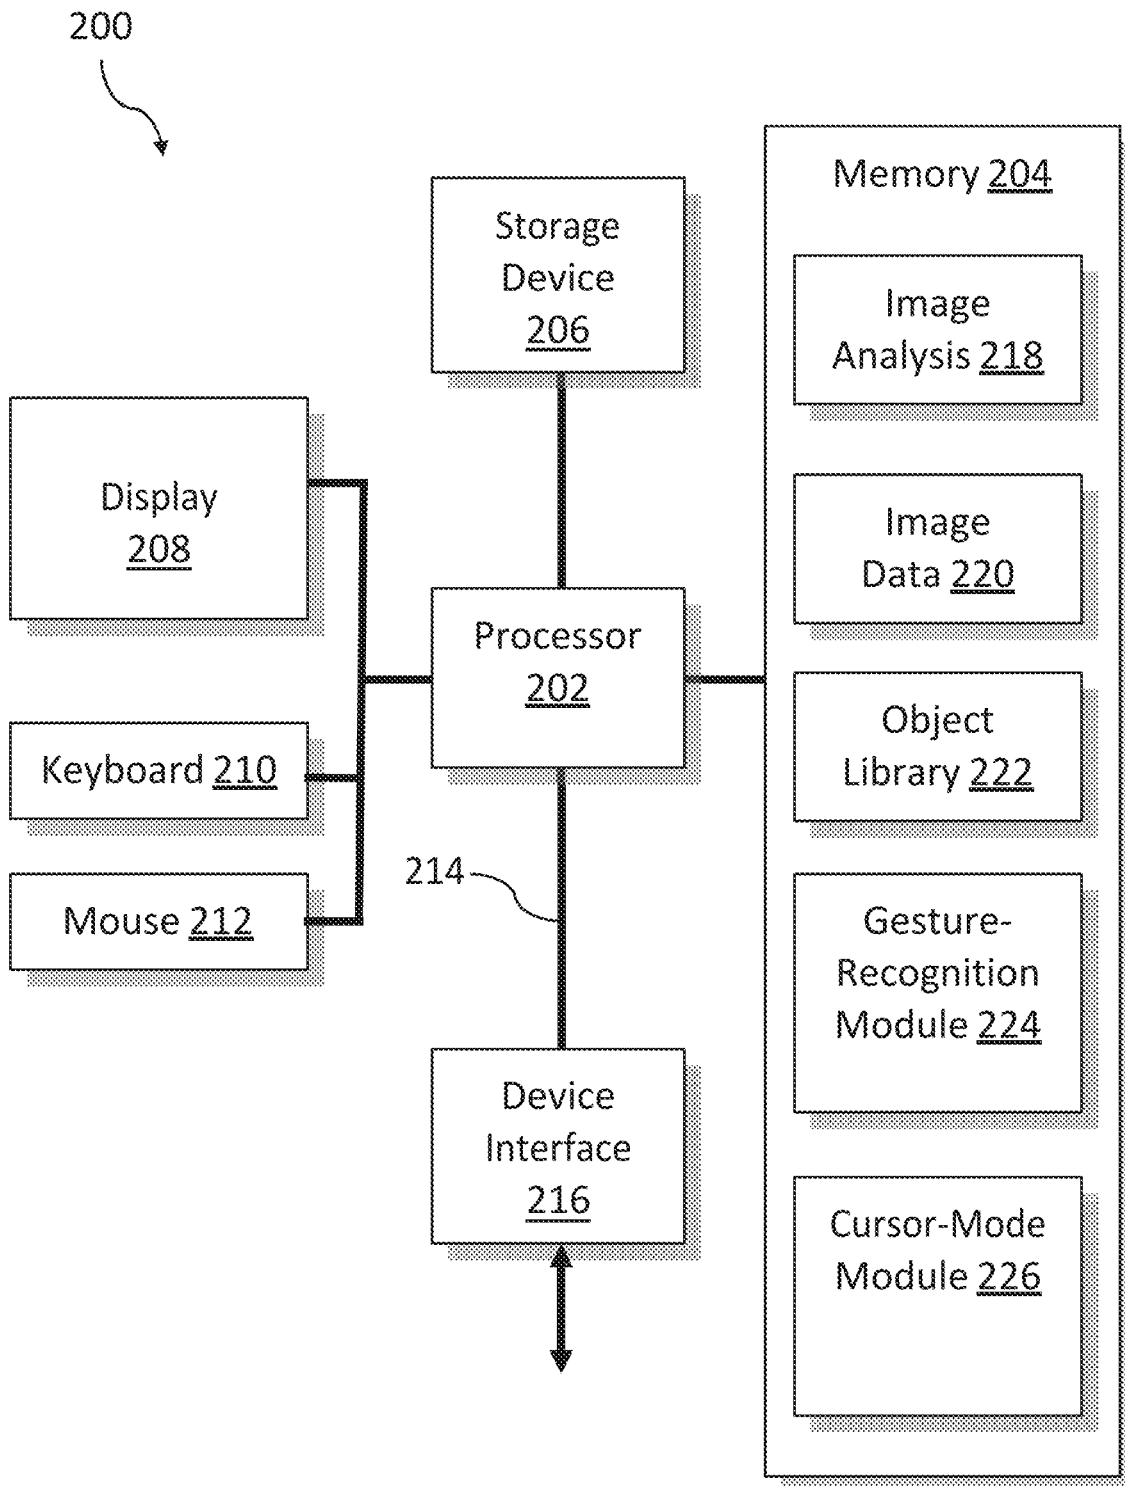 200
Storage
Device
206
Display
208
Keyboard 210
Mouse 212
Processor
202
214
Device
Interface
216
Memory 204
Image
Analysis 218
Image
Data 220
Object
Library 222
Gesture-
Recognition
Module 224
Cursor-Mode
Module 226